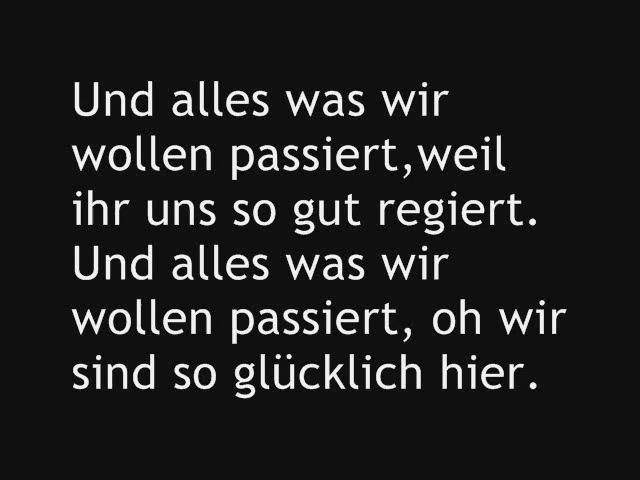 Und alles was wir
wollen passiert,weil
ihr uns so gut regiert.
Und alles was wir
wollen passiert, oh wir
sind so glücklich hier.